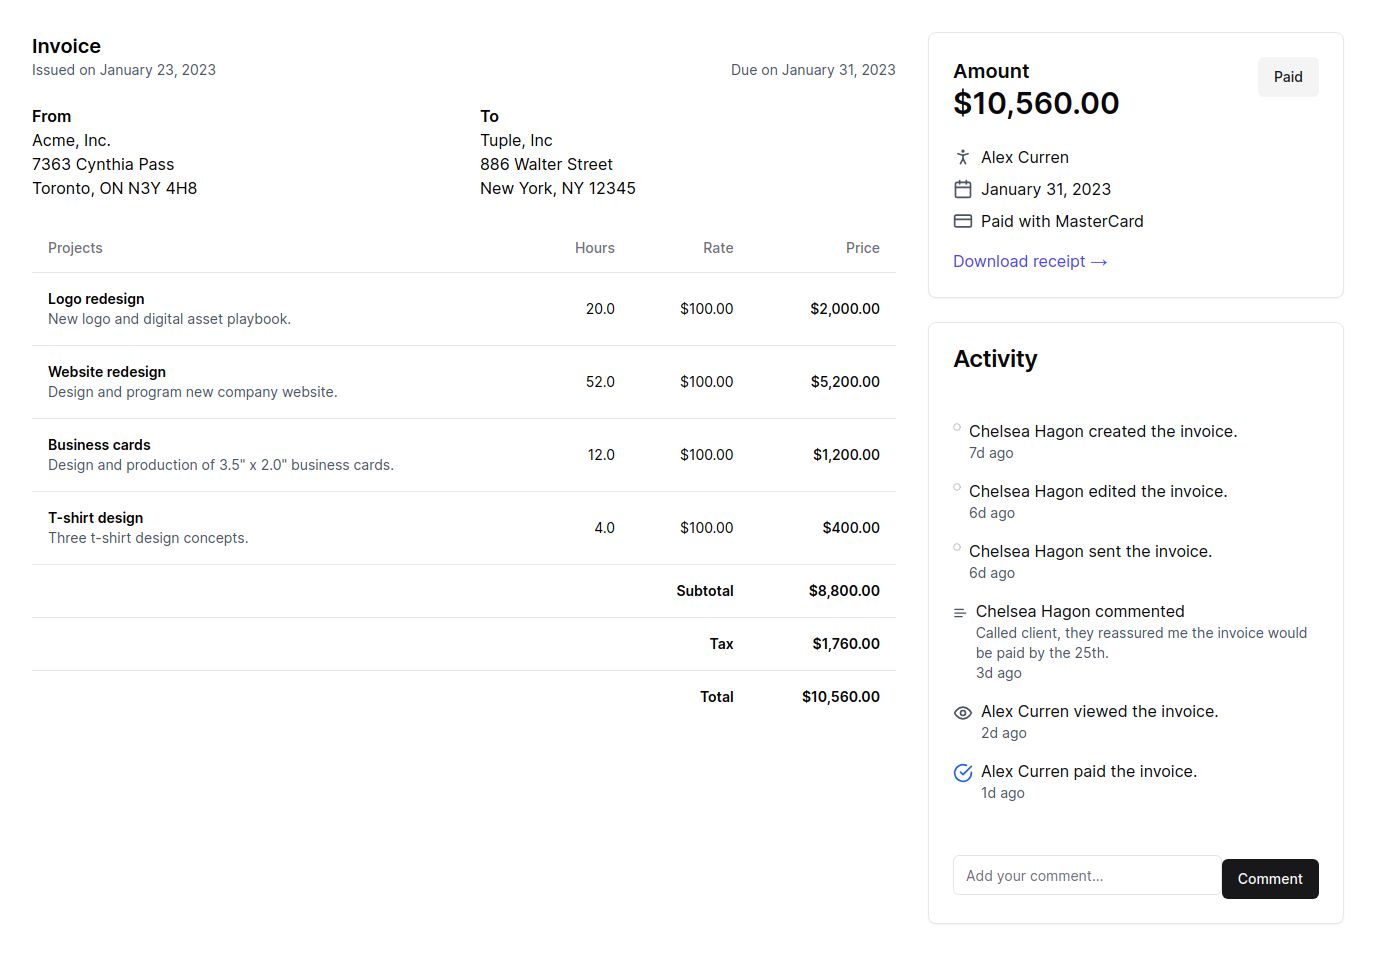 Invoice
Issued on January 23, 2023
Due on January 31, 2023
From
Acme, Inc.
7363 Cynthia Pass
Toronto, ON N3Y 4H8
To
Tuple, Inc
886 Walter Street
New York, NY 12345
Projects Hours Rate Price
Logo redesign
New logo and digital asset playbook.
20.0 $100.00 $2,000.00
Website redesign
Design and program new company website.
52.0 $100.00 $5,200.00
Business cards
Design and production of 3.5" x 2.0" business cards.
12.0 $100.00 $1,200.00
T-shirt design
Three t-shirt design concepts.
4.0 $100.00 $400.00
Subtotal $8,800.00
Tax $1,760.00
Total $10,560.00
Amount
$10,560.00
Paid
Alex Curren
January 31, 2023
Paid with MasterCard
Download receipt →
Activity
Chelsea Hagon created the invoice.
7d ago
Chelsea Hagon edited the invoice.
6d ago
Chelsea Hagon sent the invoice.
6d ago
Chelsea Hagon commented
Called client, they reassured me the invoice would
be paid by the 25th.
3d ago
Alex Curren viewed the invoice.
2d ago
Alex Curren paid the invoice.
1d ago
Add your comment...
Comment